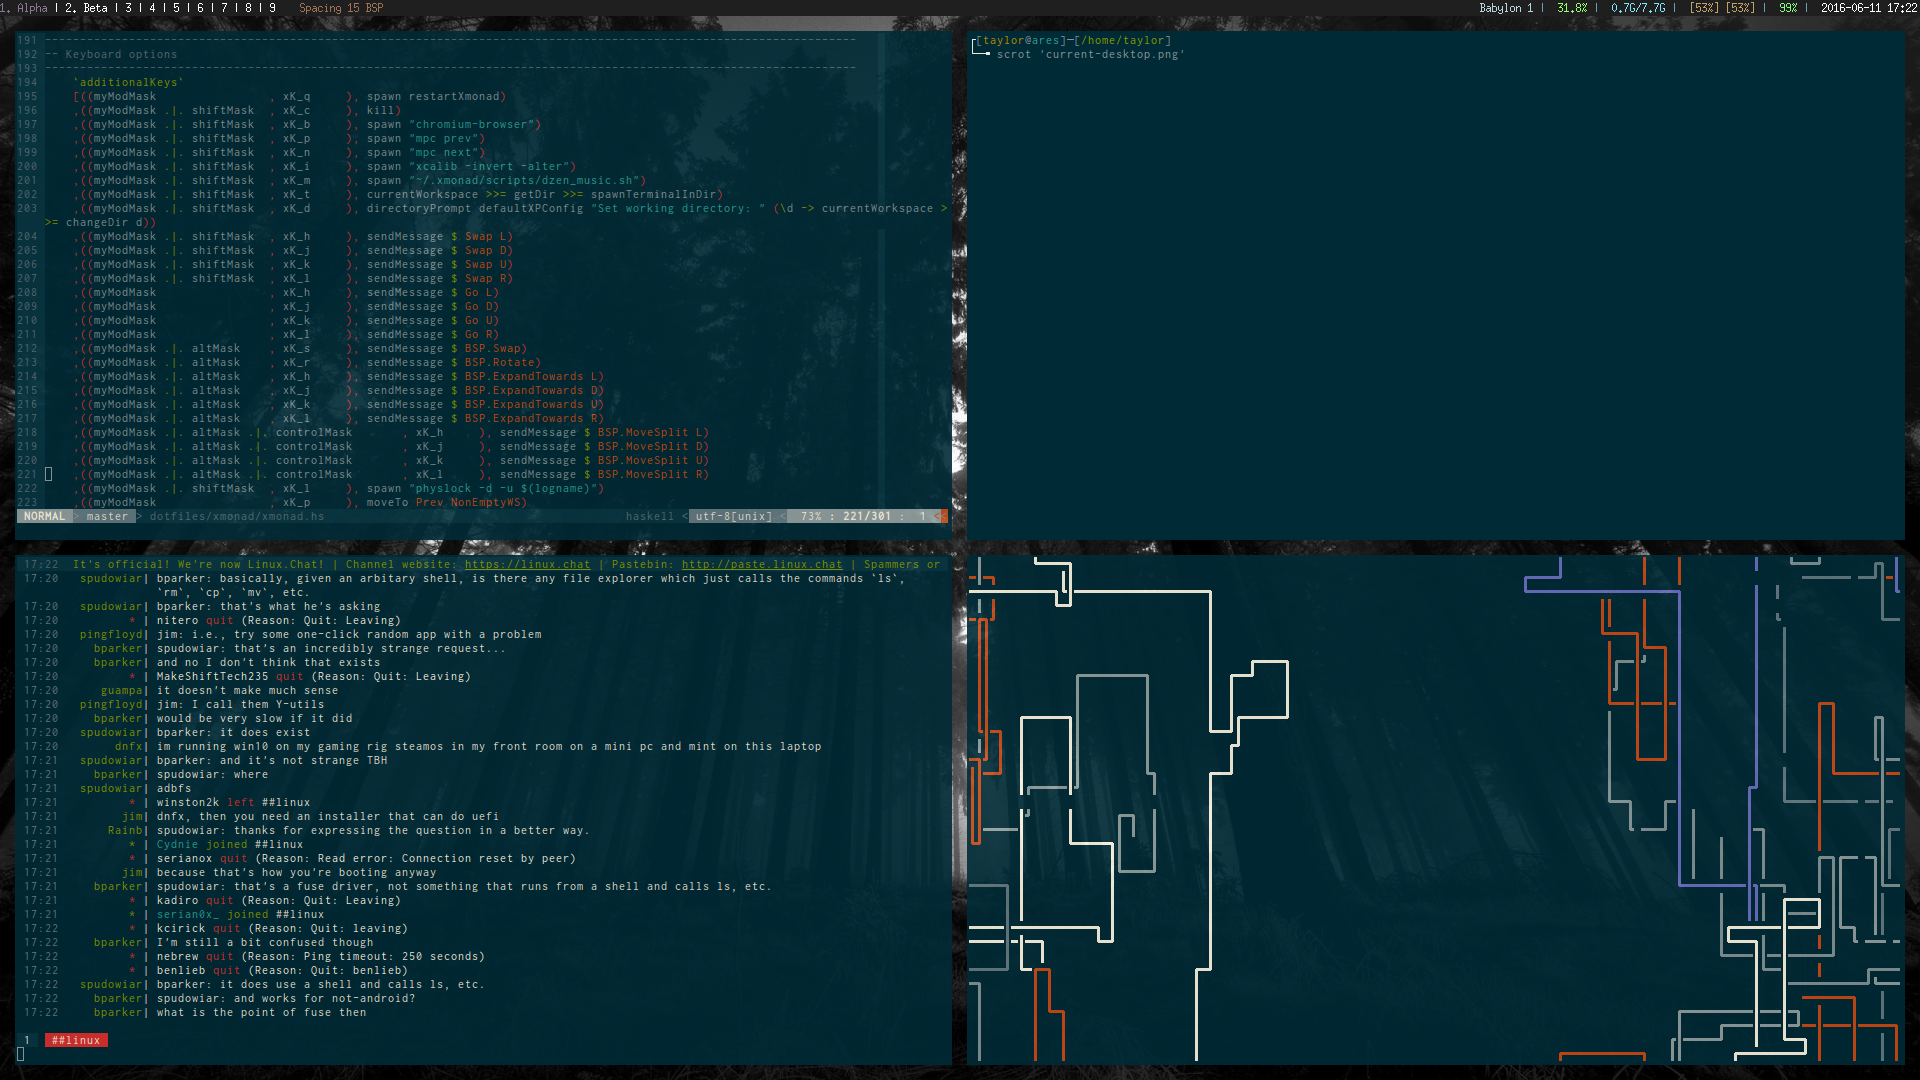 1. Alpha | 2. Beta | 3 | 4 | 5 | 6 | 7 | 8 | 9   Spacing 15 BSP
Babylon 1 | 31.8% | 0.7G/7.7G | [53%] [53%] | 99% | 2016-06-11 17:22
191 --------------------------------------------------------------------------------
192 -- Keyboard options
193 --------------------------------------------------------------------------------
194 `additionalKeys`
195 [((myModMask , xK_q ), spawn restartXmonad)
196 ,((myModMask .|. shiftMask , xK_c ), kill)
197 ,((myModMask .|. shiftMask , xK_b ), spawn "chromium-browser")
198 ,((myModMask .|. shiftMask , xK_p ), spawn "mpc prev")
199 ,((myModMask .|. shiftMask , xK_n ), spawn "mpc next")
200 ,((myModMask .|. shiftMask , xK_i ), spawn "xcalib -invert -alter")
201 ,((myModMask .|. shiftMask , xK_m ), spawn "~/.xmonad/scripts/dzen_music.sh")
202 ,((myModMask .|. shiftMask , xK_t ), currentWorkspace >>= getDir >>= spawnTerminalInDir)
203 ,((myModMask .|. shiftMask , xK_d ), directoryPrompt defaultXPConfig "Set working directory: " (\d -> currentWorkspace >
>= changeDir d))
204 ,((myModMask .|. shiftMask , xK_h ), sendMessage $ Swap L)
205 ,((myModMask .|. shiftMask , xK_j ), sendMessage $ Swap D)
206 ,((myModMask .|. shiftMask , xK_k ), sendMessage $ Swap U)
207 ,((myModMask .|. shiftMask , xK_l ), sendMessage $ Swap R)
208 ,((myModMask , xK_h ), sendMessage $ Go L)
209 ,((myModMask , xK_j ), sendMessage $ Go D)
210 ,((myModMask , xK_k ), sendMessage $ Go U)
211 ,((myModMask , xK_l ), sendMessage $ Go R)
212 ,((myModMask .|. altMask , xK_s ), sendMessage $ BSP.Swap)
213 ,((myModMask .|. altMask , xK_r ), sendMessage $ BSP.Rotate)
214 ,((myModMask .|. altMask , xK_h ), sendMessage $ BSP.ExpandTowards L)
215 ,((myModMask .|. altMask , xK_j ), sendMessage $ BSP.ExpandTowards D)
216 ,((myModMask .|. altMask , xK_k ), sendMessage $ BSP.ExpandTowards U)
217 ,((myModMask .|. altMask , xK_l ), sendMessage $ BSP.ExpandTowards R)
218 ,((myModMask .|. altMask .|. controlMask , xK_h ), sendMessage $ BSP.MoveSplit L)
219 ,((myModMask .|. altMask .|. controlMask , xK_j ), sendMessage $ BSP.MoveSplit D)
220 ,((myModMask .|. altMask .|. controlMask , xK_k ), sendMessage $ BSP.MoveSplit U)
221 ,((myModMask .|. altMask .|. controlMask , xK_l ), sendMessage $ BSP.MoveSplit R)
222 ,((myModMask .|. shiftMask , xK_l ), spawn "physlock -d -u $(logname)")
223 ,((myModMask , xK_p ), moveTo Prev NonEmptyWS)
NORMAL > master > dotfiles/xmonad/xmonad.hs haskell < utf-8[unix] < 73% : 221/301 : 1 <<
[taylor@ares]-[/home/taylor]
scrot 'current-desktop.png'
17:22 It's official! We're now Linux.Chat! | Channel website: https://linux.chat | Pastebin: http://paste.linux.chat | Spammers or
17:20 spudowiar| bparker: basically, given an arbitary shell, is there any file explorer which just calls the commands `ls`,
`rm`, `cp`, `mv`, etc.
17:20 spudowiar| bparker: that's what he's asking
17:20 * | nitero quit (Reason: Quit: Leaving)
17:20 pingfloyd| jim: i.e., try some one-click random app with a problem
17:20 bparker| spudowiar: that's an incredibly strange request...
17:20 bparker| and no I don't think that exists
17:20 * | MakeShiftTech235 quit (Reason: Quit: Leaving)
17:20 guampa| it doesn't make much sense
17:20 pingfloyd| jim: I call them Y-utils
17:20 bparker| would be very slow if it did
17:20 spudowiar| bparker: it does exist
17:20 dnfx| im running win10 on my gaming rig steamos in my front room on a mini pc and mint on this laptop
17:21 spudowiar| bparker: and it's not strange TBH
17:21 bparker| spudowiar: where
17:21 spudowiar| adbfs
17:21 * | winston2k left ##linux
17:21 jim| dnfx, then you need an installer that can do uefi
17:21 Rainb| spudowiar: thanks for expressing the question in a better way.
17:21 * | Cydnie joined ##linux
17:21 * | serianox quit (Reason: Read error: Connection reset by peer)
17:21 jim| because that's how you're booting anyway
17:21 bparker| spudowiar: that's a fuse driver, not something that runs from a shell and calls ls, etc.
17:21 * | kadiro quit (Reason: Quit: Leaving)
17:21 * | serian0x_ joined ##linux
17:21 * | kcirick quit (Reason: Quit: leaving)
17:22 bparker| I'm still a bit confused though
17:22 * | nebrew quit (Reason: Ping timeout: 250 seconds)
17:22 * | benlieb quit (Reason: Quit: benlieb)
17:22 spudowiar| bparker: it does use a shell and calls ls, etc.
17:22 bparker| spudowiar: and works for not-android?
17:22 bparker| what is the point of fuse then
1 ##linux